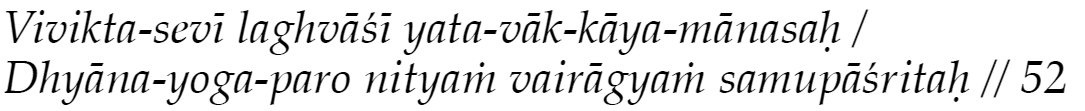 Vivikta-sevī laghvāśī yata-vāk-kāya-mānasaḥ /
Dhyāna-yoga-paro nityaṁ vairāgyaṁ samupāśritaḥ // 52